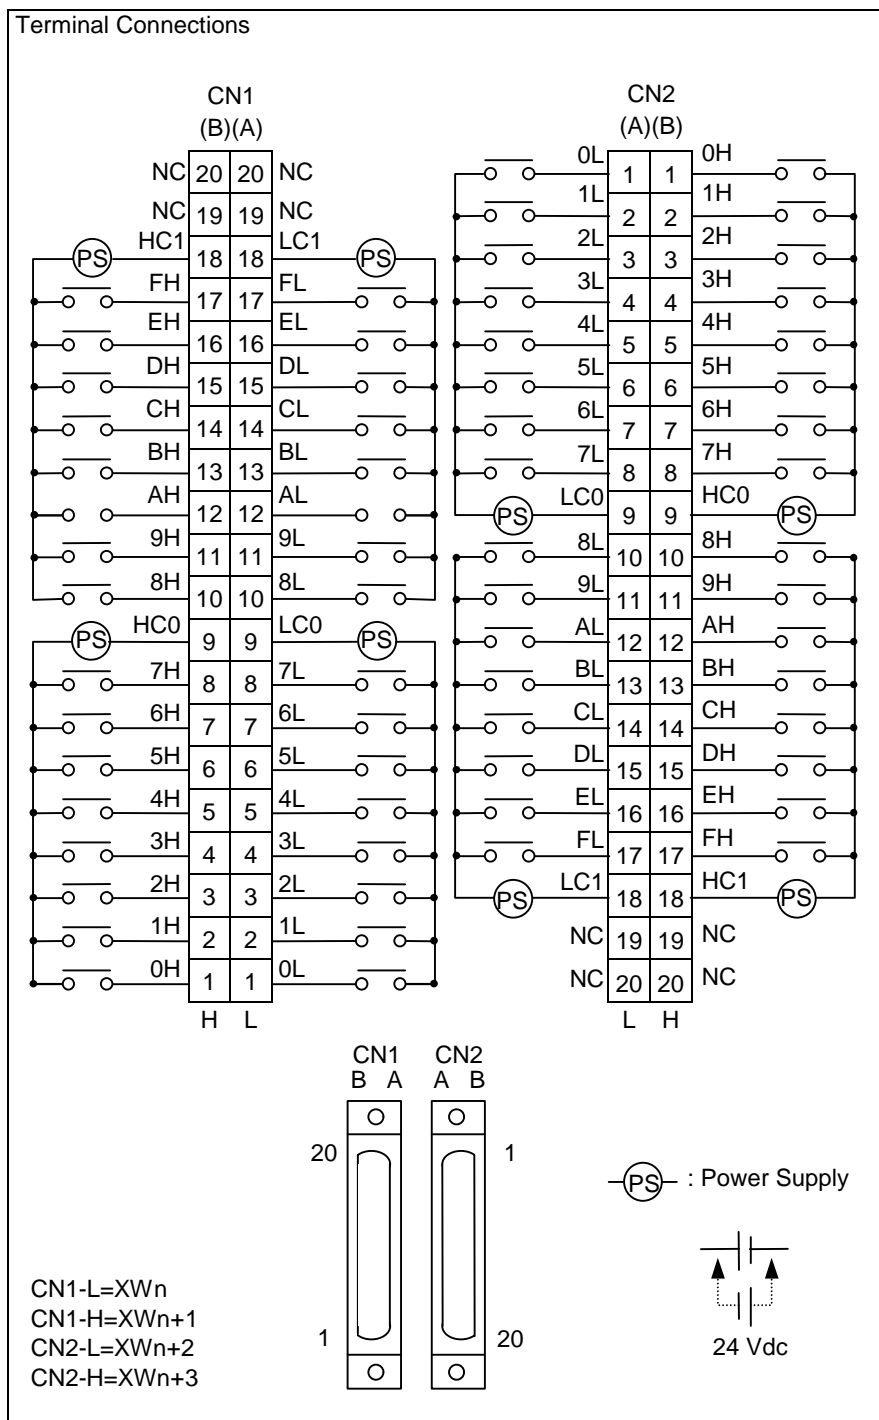 Terminal Connections
CN1
(B)(A)
NC 20 20 NC
NC 19 19 NC
HC1 18 18 LC1
PS PS
FH 17 17 FL
EH 16 16 EL
DH 15 15 DL
CH 14 14 CL
BH 13 13 BL
AH 12 12 AL
9H 11 11 9L
8H 10 10 8L
HC0 9 9 LC0
PS PS
7H 8 8 7L
6H 7 7 6L
5H 6 6 5L
4H 5 5 4L
3H 4 4 3L
2H 3 3 2L
1H 2 2 1L
0H 1 1 0L
H L
CN2
(A)(B)
0L 1 1 0H
1L 2 2 1H
2L 3 3 2H
3L 4 4 3H
4L 5 5 4H
5L 6 6 5H
6L 7 7 6H
7L 8 8 7H
LC0 9 9 HC0
PS PS
8L 10 10 8H
9L 11 11 9H
AL 12 12 AH
BL 13 13 BH
CL 14 14 CH
DL 15 15 DH
EL 16 16 EH
FL 17 17 FH
LC1 18 18 HC1
PS PS
NC 19 19 NC
NC 20 20 NC
L H
CN1 CN2
B A A B
20 1
1 20
PS : Power Supply
24 Vdc
CN1-L=XWn
CN1-H=XWn+1
CN2-L=XWn+2
CN2-H=XWn+3